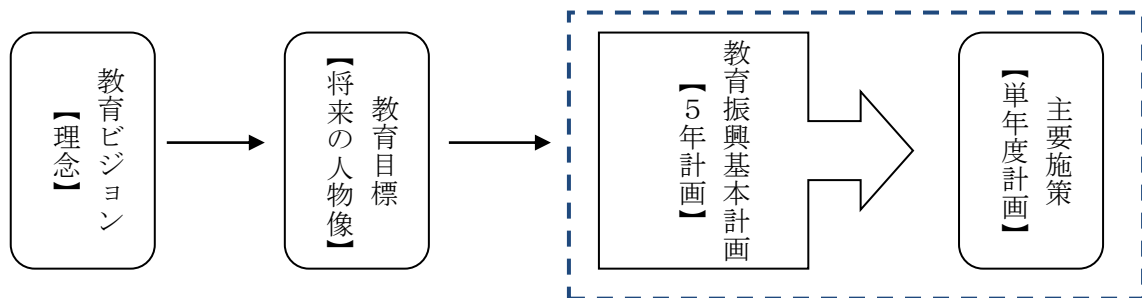 教育ビジョン
【理念】
教育目標
【将来の人物像】
教育振興基本計画
【５年計画】
主要施策
【単年度計画】